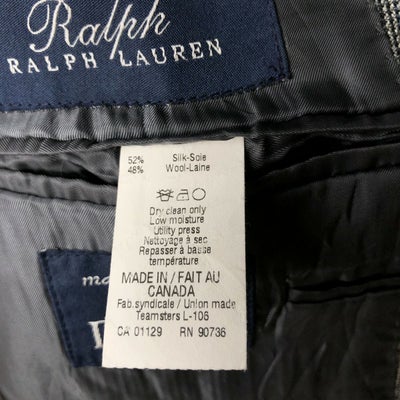 Ralph
RALPH LAUREN
52% Silk-Soie
48% Wool-Laine
Dry clean only
Low moisture
Utility press
Nettoyage à sec
Repasser à basse
température
MADE IN / FAIT AU
CANADA
Fab.syndicale / Union made
Teamsters L-106
CA 01129 RN 90736